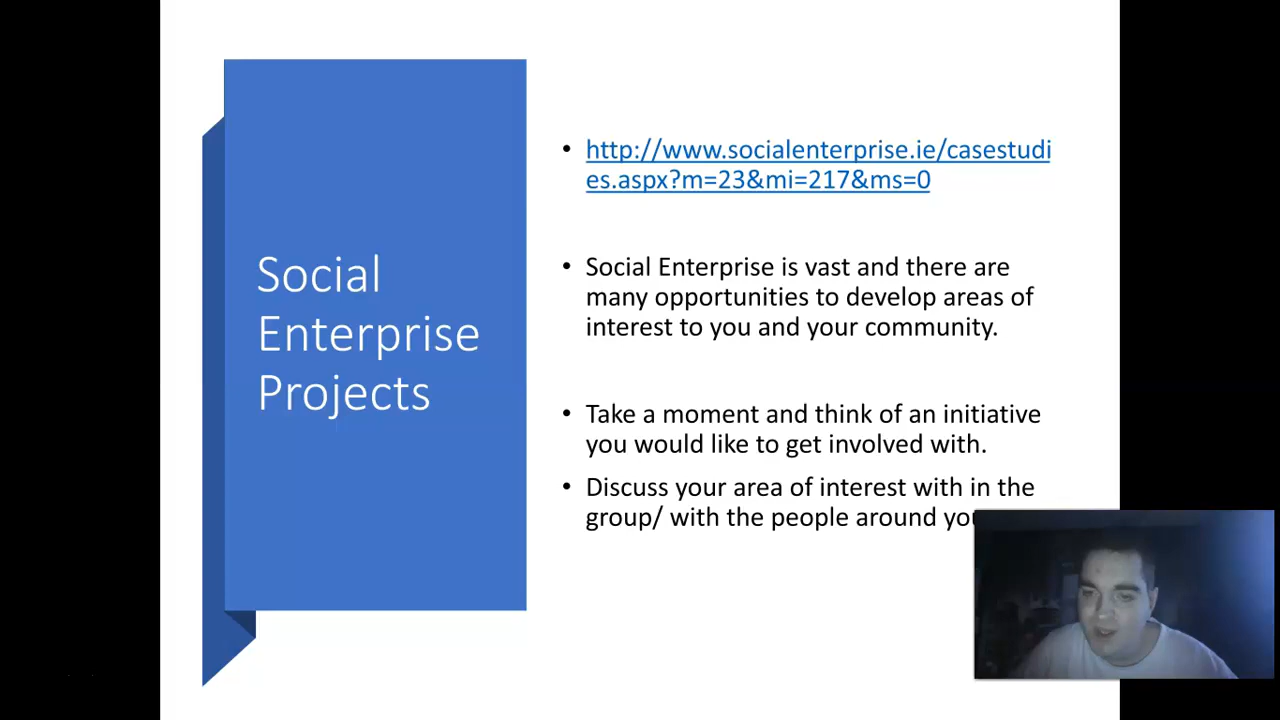 Social
Enterprise
Projects
• http://www.socialenterprise.ie/casestudi
es.aspx?m=23&mi=217&ms=0
• Social Enterprise is vast and there are
many opportunities to develop areas of
interest to you and your community.
• Take a moment and think of an initiative
you would like to get involved with.
• Discuss your area of interest with in the
group/ with the people around